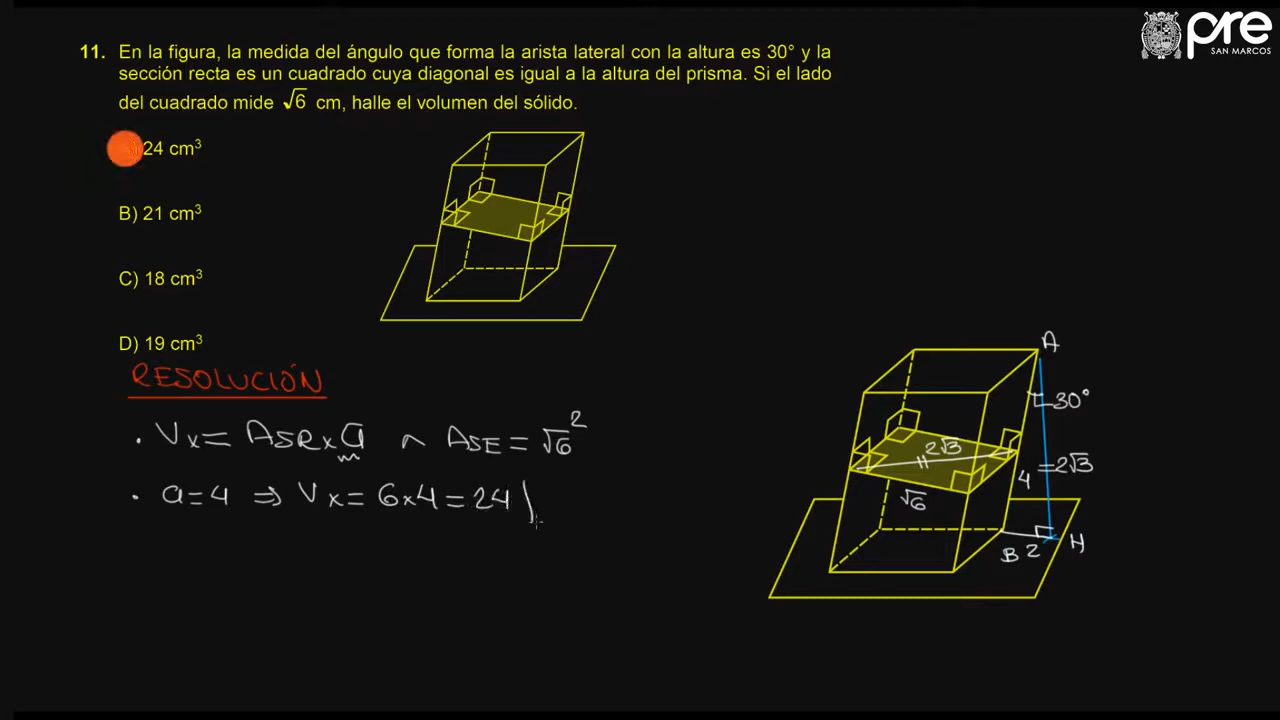 pre
SAN MARCOS
11. En la figura, la medida del ángulo que forma la arista lateral con la altura es 30° y la
sección recta es un cuadrado cuya diagonal es igual a la altura del prisma. Si el lado
del cuadrado mide √6 cm, halle el volumen del sólido.
24 cm³
B) 21 cm³
C) 18 cm³
D) 19 cm³
RESOLUCIÓN
. Vx = ASR x a ∧ ASE = √6²
. a = 4 ⇒ Vx = 6x4 = 24
A
30°
2√3
=2√3
4
√6
B 2 H